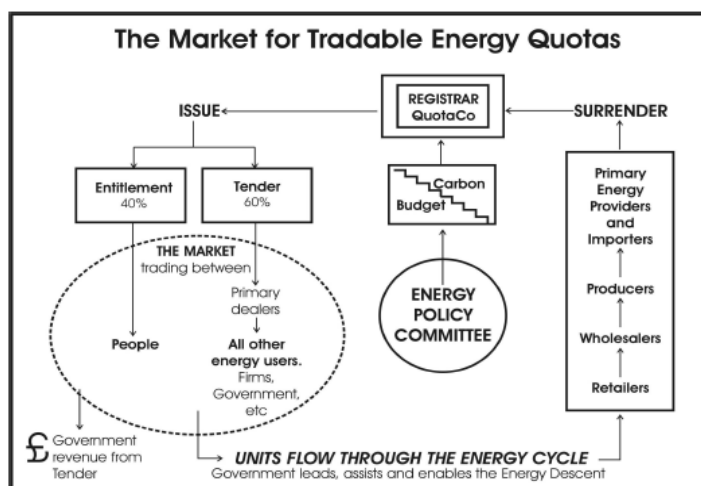 The Market for Tradable Energy Quotas
ISSUE
REGISTRAR
QuotaCo
SURRENDER
Entitlement
40%
Tender
60%
Carbon
Budget
Primary
Energy
Providers
and
Importers
Producers
Wholesalers
Retailers
THE MARKET
trading between
Primary
dealers
People
All other
energy users.
Firms,
Government,
etc
ENERGY
POLICY
COMMITTEE
£ Government
revenue from
Tender
UNITS FLOW THROUGH THE ENERGY CYCLE
Government leads, assists and enables the Energy Descent